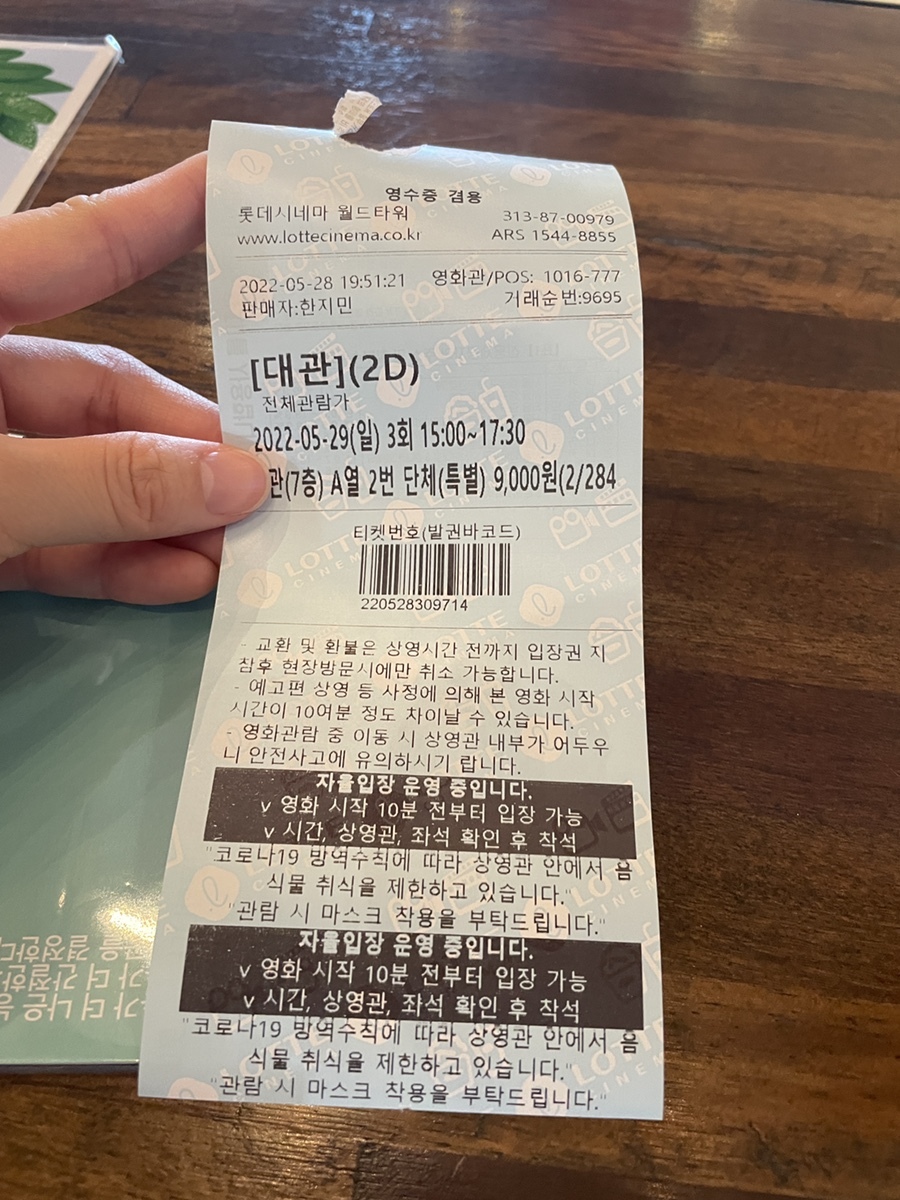 영수증 겸용
롯데시네마 월드타워 313-87-00979
www.lottecinema.co.kr ARS 1544-8855
2022-05-28 19:51:21 영화관/POS: 1016-777
판매자:한지민 거래순번:9695
[대관](2D)
전체관람가
2022-05-29(일) 3회 15:00~17:30
관(7층) A열 2번 단체(특별) 9,000원(2/284
티켓번호(발권바코드)
220528309714
- 교환 및 환불은 상영시간 전까지 입장권 지
참후 현장방문시에만 취소 가능합니다.
- 예고편 상영 등 사정에 의해 본 영화 시작
시간이 10여분 정도 차이날 수 있습니다.
- 영화관람 중 이동 시 상영관 내부가 어두우
니 안전사고에 유의하시기 랍니다.
자율입장 운영 중입니다.
v 영화 시작 10분 전부터 입장 가능
v 시간, 상영관, 좌석 확인 후 착석
"코로나19 방역수칙에 따라 상영관 안에서 음
식물 취식을 제한하고 있습니다."
"관람 시 마스크 착용을 부탁드립니다."
자율입장 운영 중입니다.
v 영화 시작 10분 전부터 입장 가능
v 시간, 상영관, 좌석 확인 후 착석
"코로나19 방역수칙에 따라 상영관 안에서 음
식물 취식을 제한하고 있습니다."
"관람 시 마스크 착용을 부탁드립니다."
LOTTE CINEMA
가 더 나은
가 더 간절한
을 결정한다